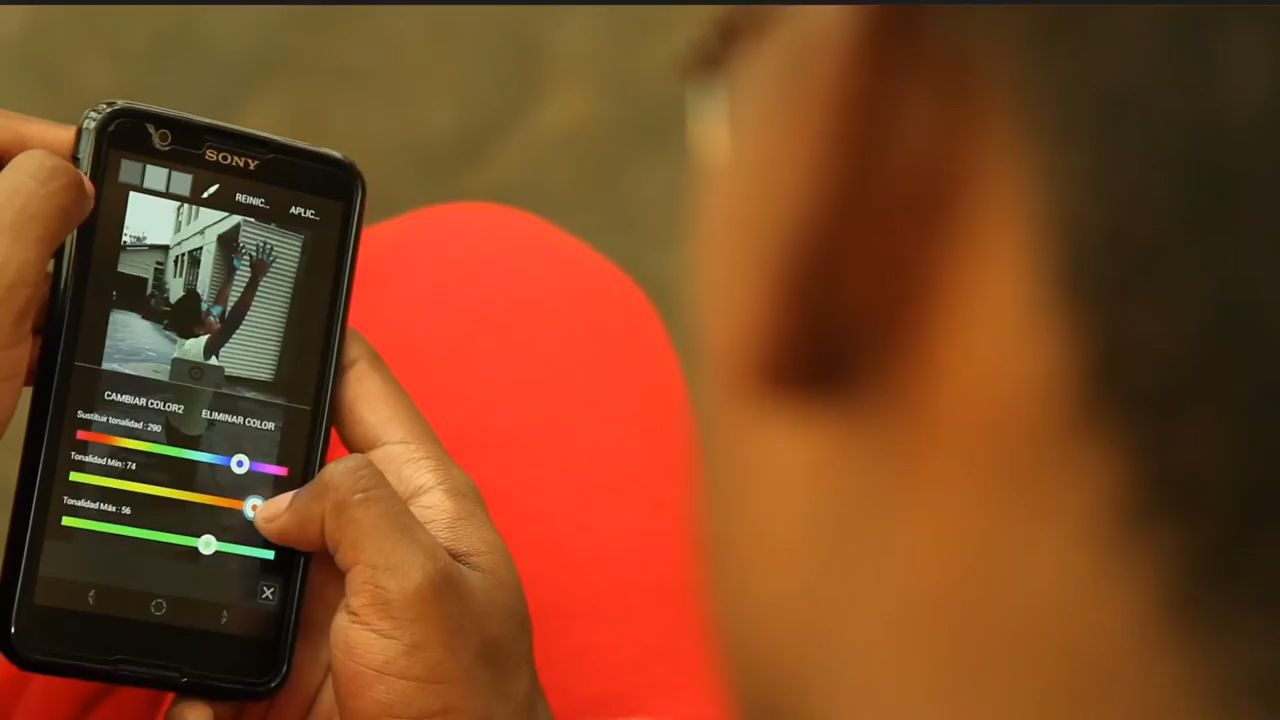 SONY
REINIC... APLIC...
CAMBIAR COLOR2 ELIMINAR COLOR
Sustituir tonalidad : 290
Tonalidad Min : 74
Tonalidad Máx : 56